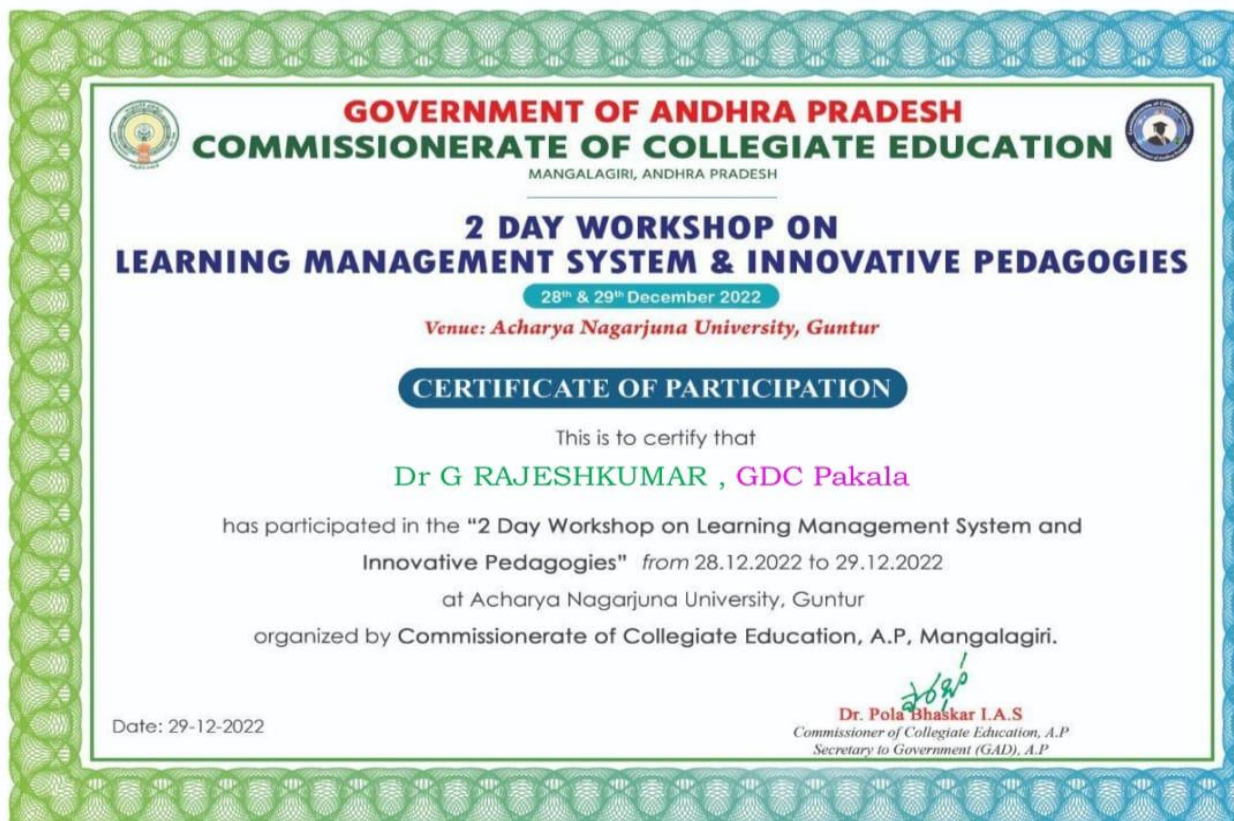 GOVERNMENT OF ANDHRA PRADESH
COMMISSIONERATE OF COLLEGIATE EDUCATION
MANGALAGIRI, ANDHRA PRADESH
2 DAY WORKSHOP ON
LEARNING MANAGEMENT SYSTEM & INNOVATIVE PEDAGOGIES
28th & 29th December 2022
Venue: Acharya Nagarjuna University, Guntur
CERTIFICATE OF PARTICIPATION
This is to certify that
Dr G RAJESHKUMAR , GDC Pakala
has participated in the “2 Day Workshop on Learning Management System and
Innovative Pedagogies” from 28.12.2022 to 29.12.2022
at Acharya Nagarjuna University, Guntur
organized by Commissionerate of Collegiate Education, A.P, Mangalagiri.
Date: 29-12-2022
Dr. Pola Bhaskar I.A.S
Commissioner of Collegiate Education, A.P
Secretary to Government (GAD), A.P